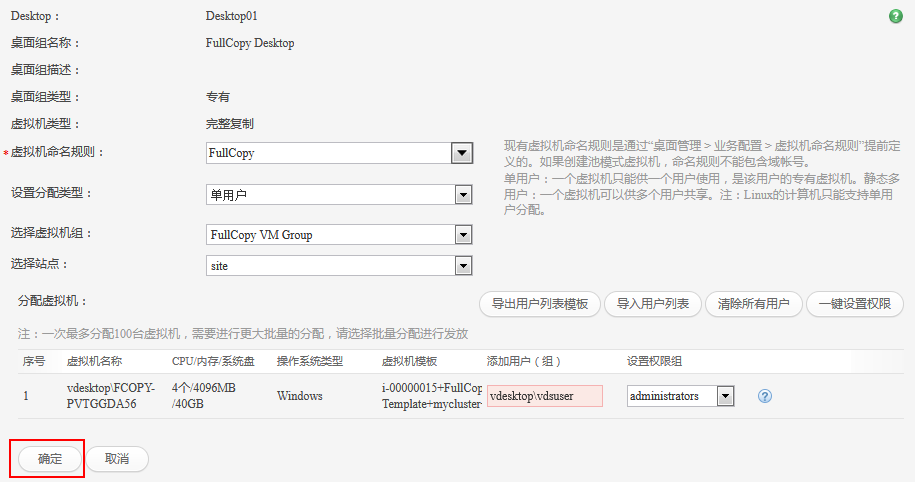 Desktop：
Desktop01
桌面组名称：
FullCopy Desktop
桌面组描述：
桌面组类型：
专有
虚拟机类型：
完整复制
*虚拟机命名规则：
FullCopy
现有虚拟机命名规则是通过“桌面管理 > 业务配置 > 虚拟机命名规则”提前定
义的。如果创建池模式虚拟机，命名规则不能包含域帐号。
设置分配类型：
单用户
单用户：一个虚拟机只能供一个用户使用，是该用户的专有虚拟机。静态多
用户：一个虚拟机可以供多个用户共享。注：Linux的计算机只能支持单用
户分配。
选择虚拟机组：
FullCopy VM Group
选择站点：
site
分配虚拟机：
导出用户列表模板 导入用户列表 清除所有用户 一键设置权限
注：一次最多分配100台虚拟机，需要进行更大批量的分配，请选择批量分配进行发放
序号 虚拟机名称 CPU/内存/系统盘 操作系统类型 虚拟机模板 添加用户（组） 设置权限组
1 vdesktop\FCOPY-PVTGGDA56 4个/4096MB/40GB Windows i-00000015+FullCop Template+mycluster- vdesktop\vdsuser administrators
确定 取消